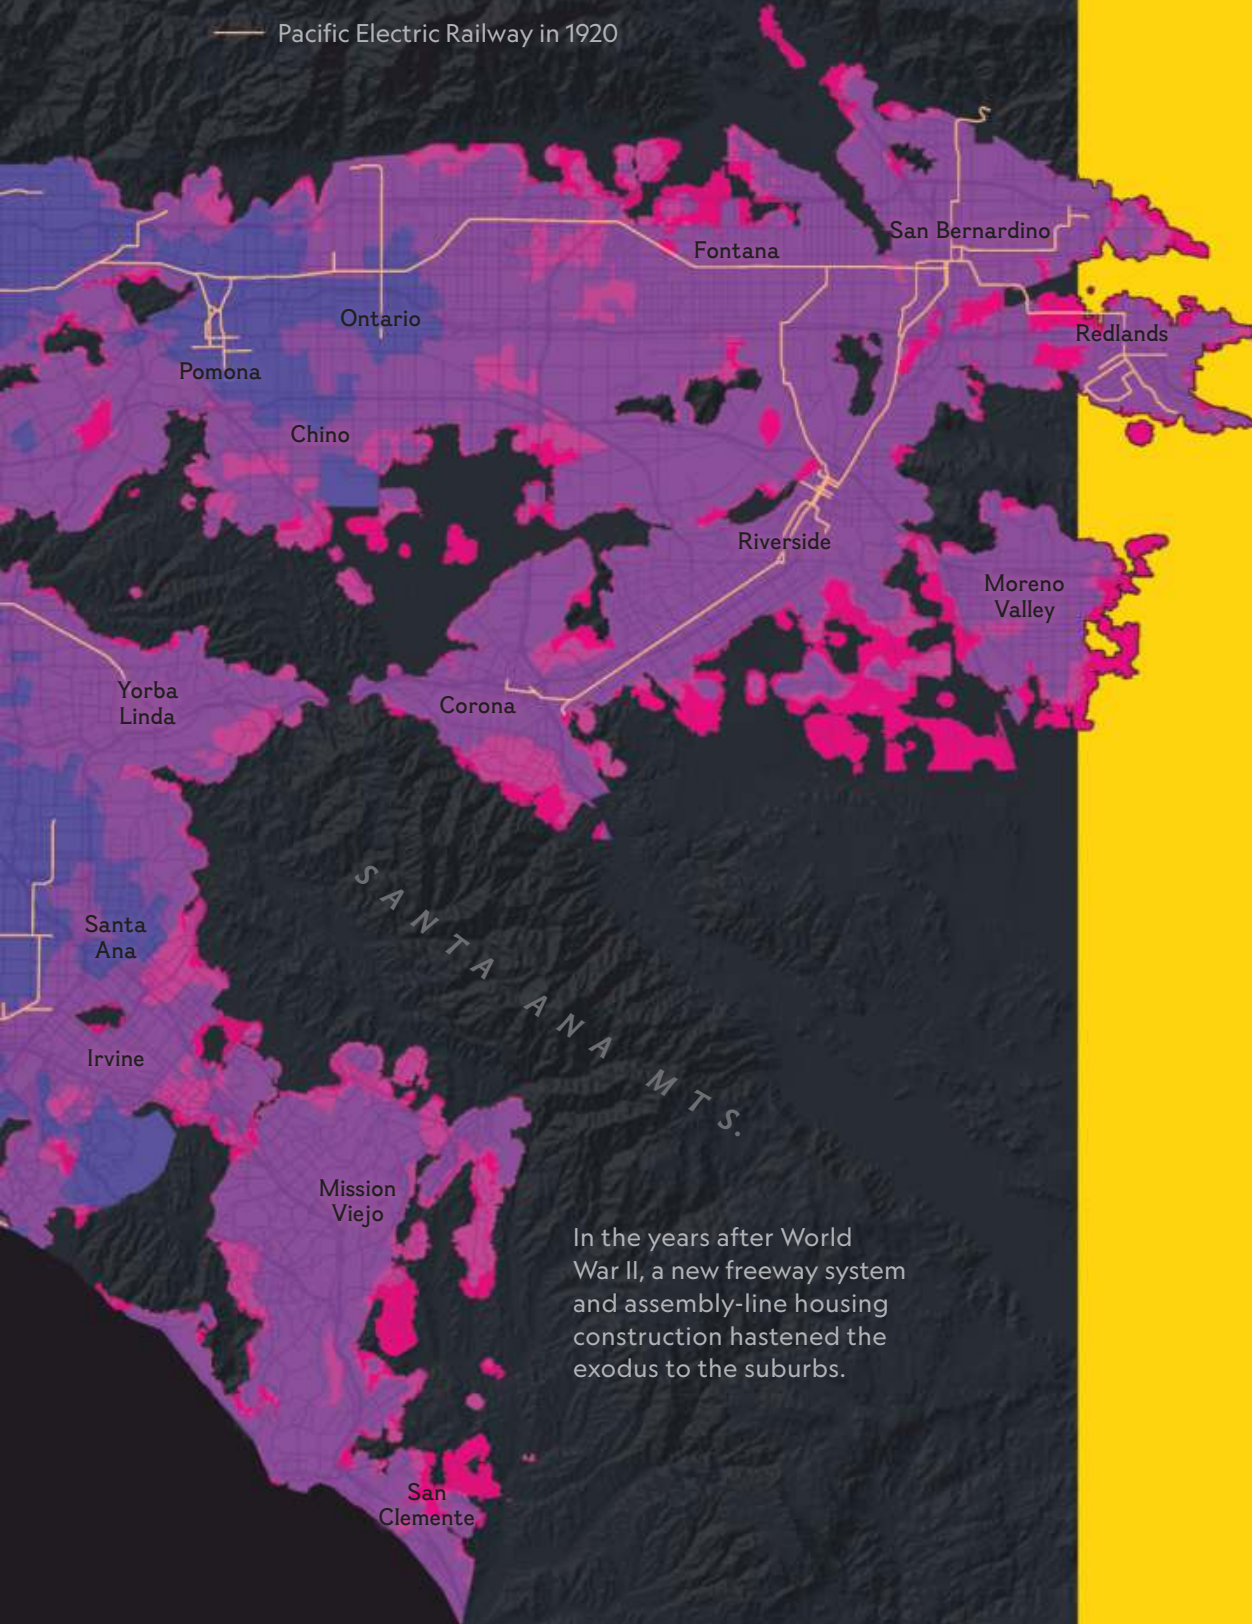 Pacific Electric Railway in 1920
San Bernardino
Fontana
Ontario
Redlands
Pomona
Chino
Riverside
Moreno
Valley
Yorba
Linda
Corona
SANTA ANA MTS.
Santa
Ana
Irvine
Mission
Viejo
In the years after World
War II, a new freeway system
and assembly-line housing
construction hastened the
exodus to the suburbs.
San
Clemente